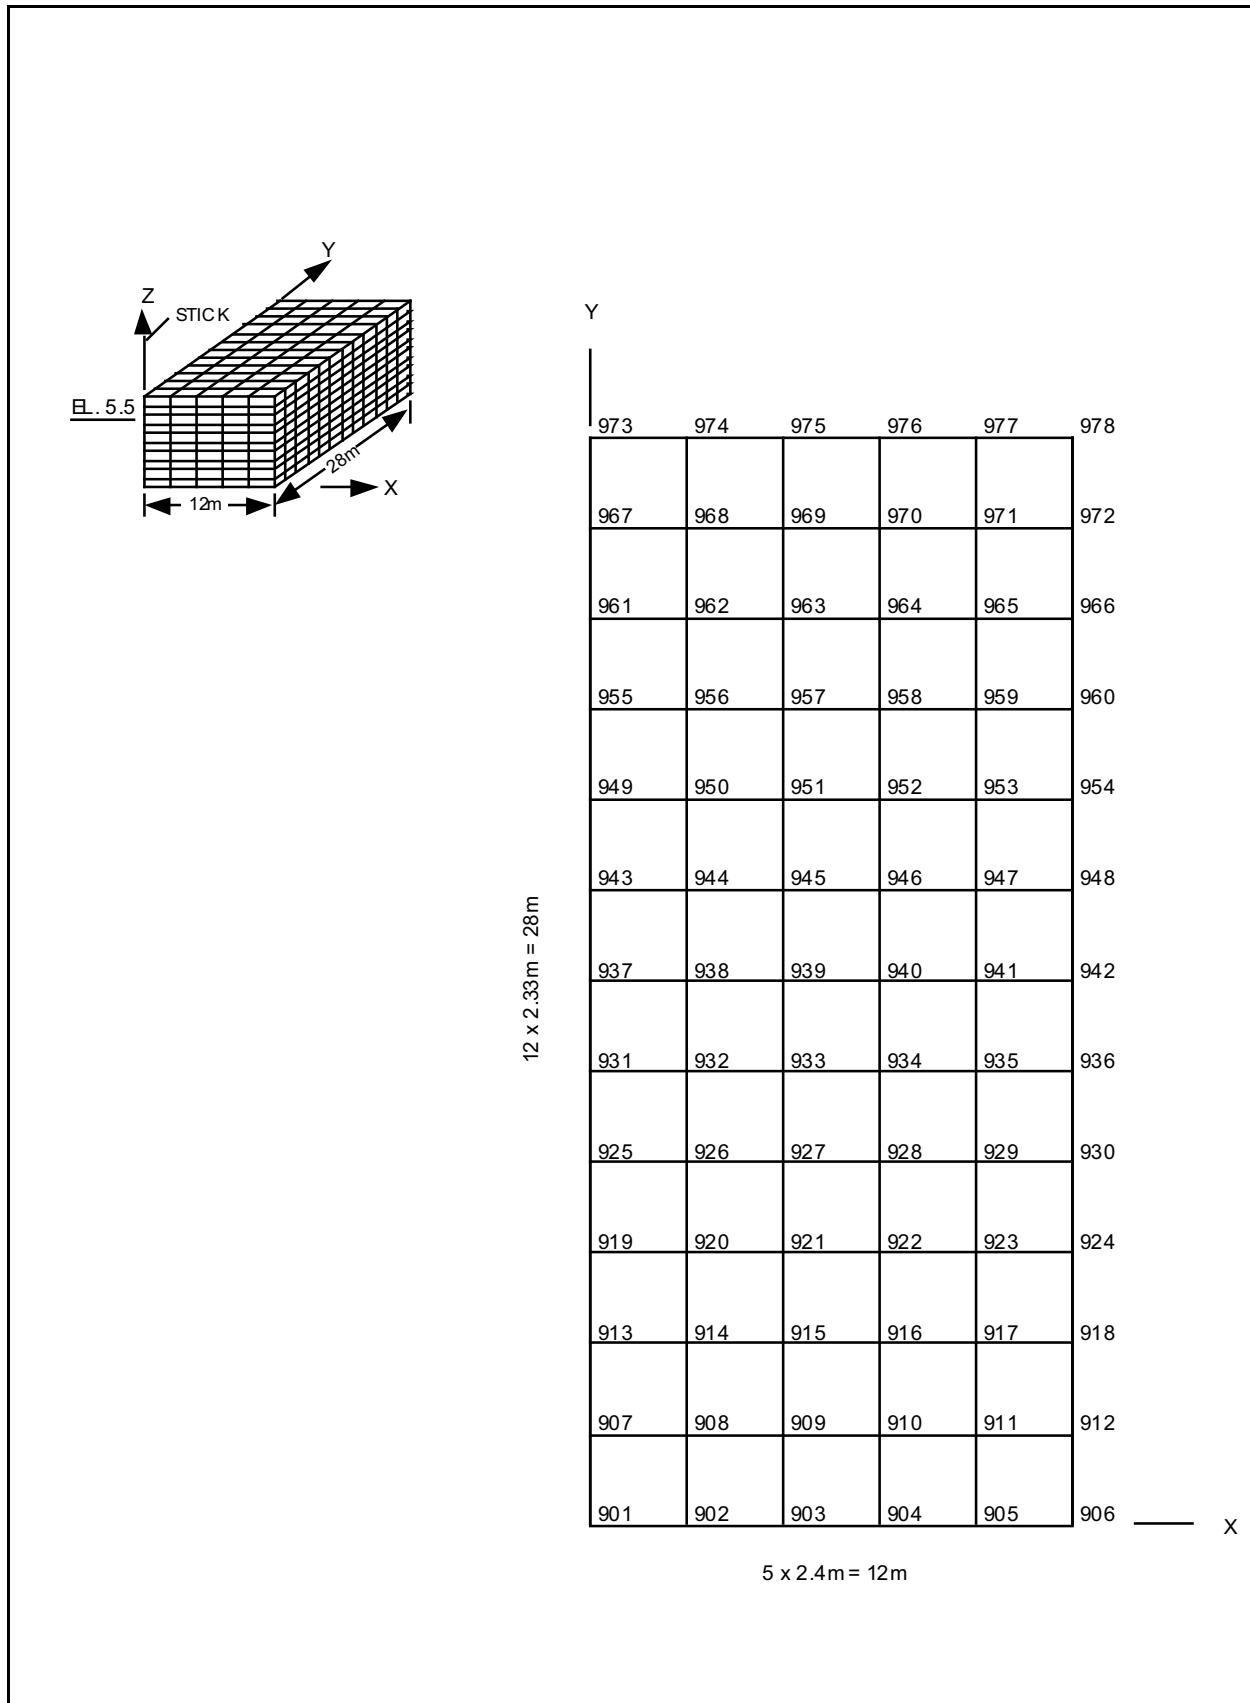 Y
Z
STICK
EL. 5.5
28m
X
12m
Y
973 974 975 976 977 978
967 968 969 970 971 972
961 962 963 964 965 966
955 956 957 958 959 960
949 950 951 952 953 954
943 944 945 946 947 948
12 x 2.33m = 28m
937 938 939 940 941 942
931 932 933 934 935 936
925 926 927 928 929 930
919 920 921 922 923 924
913 914 915 916 917 918
907 908 909 910 911 912
901 902 903 904 905 906
X
5 x 2.4m = 12m